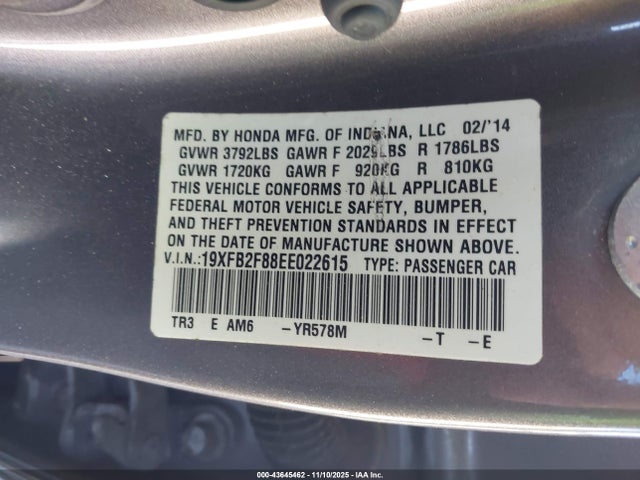 MFD. BY HONDA MFG. OF INDIANA, LLC 02/'14
GVWR 3792LBS GAWR F 2029LBS R 1786LBS
GVWR 1720KG GAWR F 920KG R 810KG
THIS VEHICLE CONFORMS TO ALL APPLICABLE
FEDERAL MOTOR VEHICLE SAFETY, BUMPER,
AND THEFT PREVENTION STANDARDS IN EFFECT
ON THE DATE OF MANUFACTURE SHOWN ABOVE.
V.I.N.:19XFB2F88EE022615 TYPE: PASSENGER CAR
TR3 E AM6 -YR578M -T -E
000-43645462 - 11/10/2025 - IAA Inc.